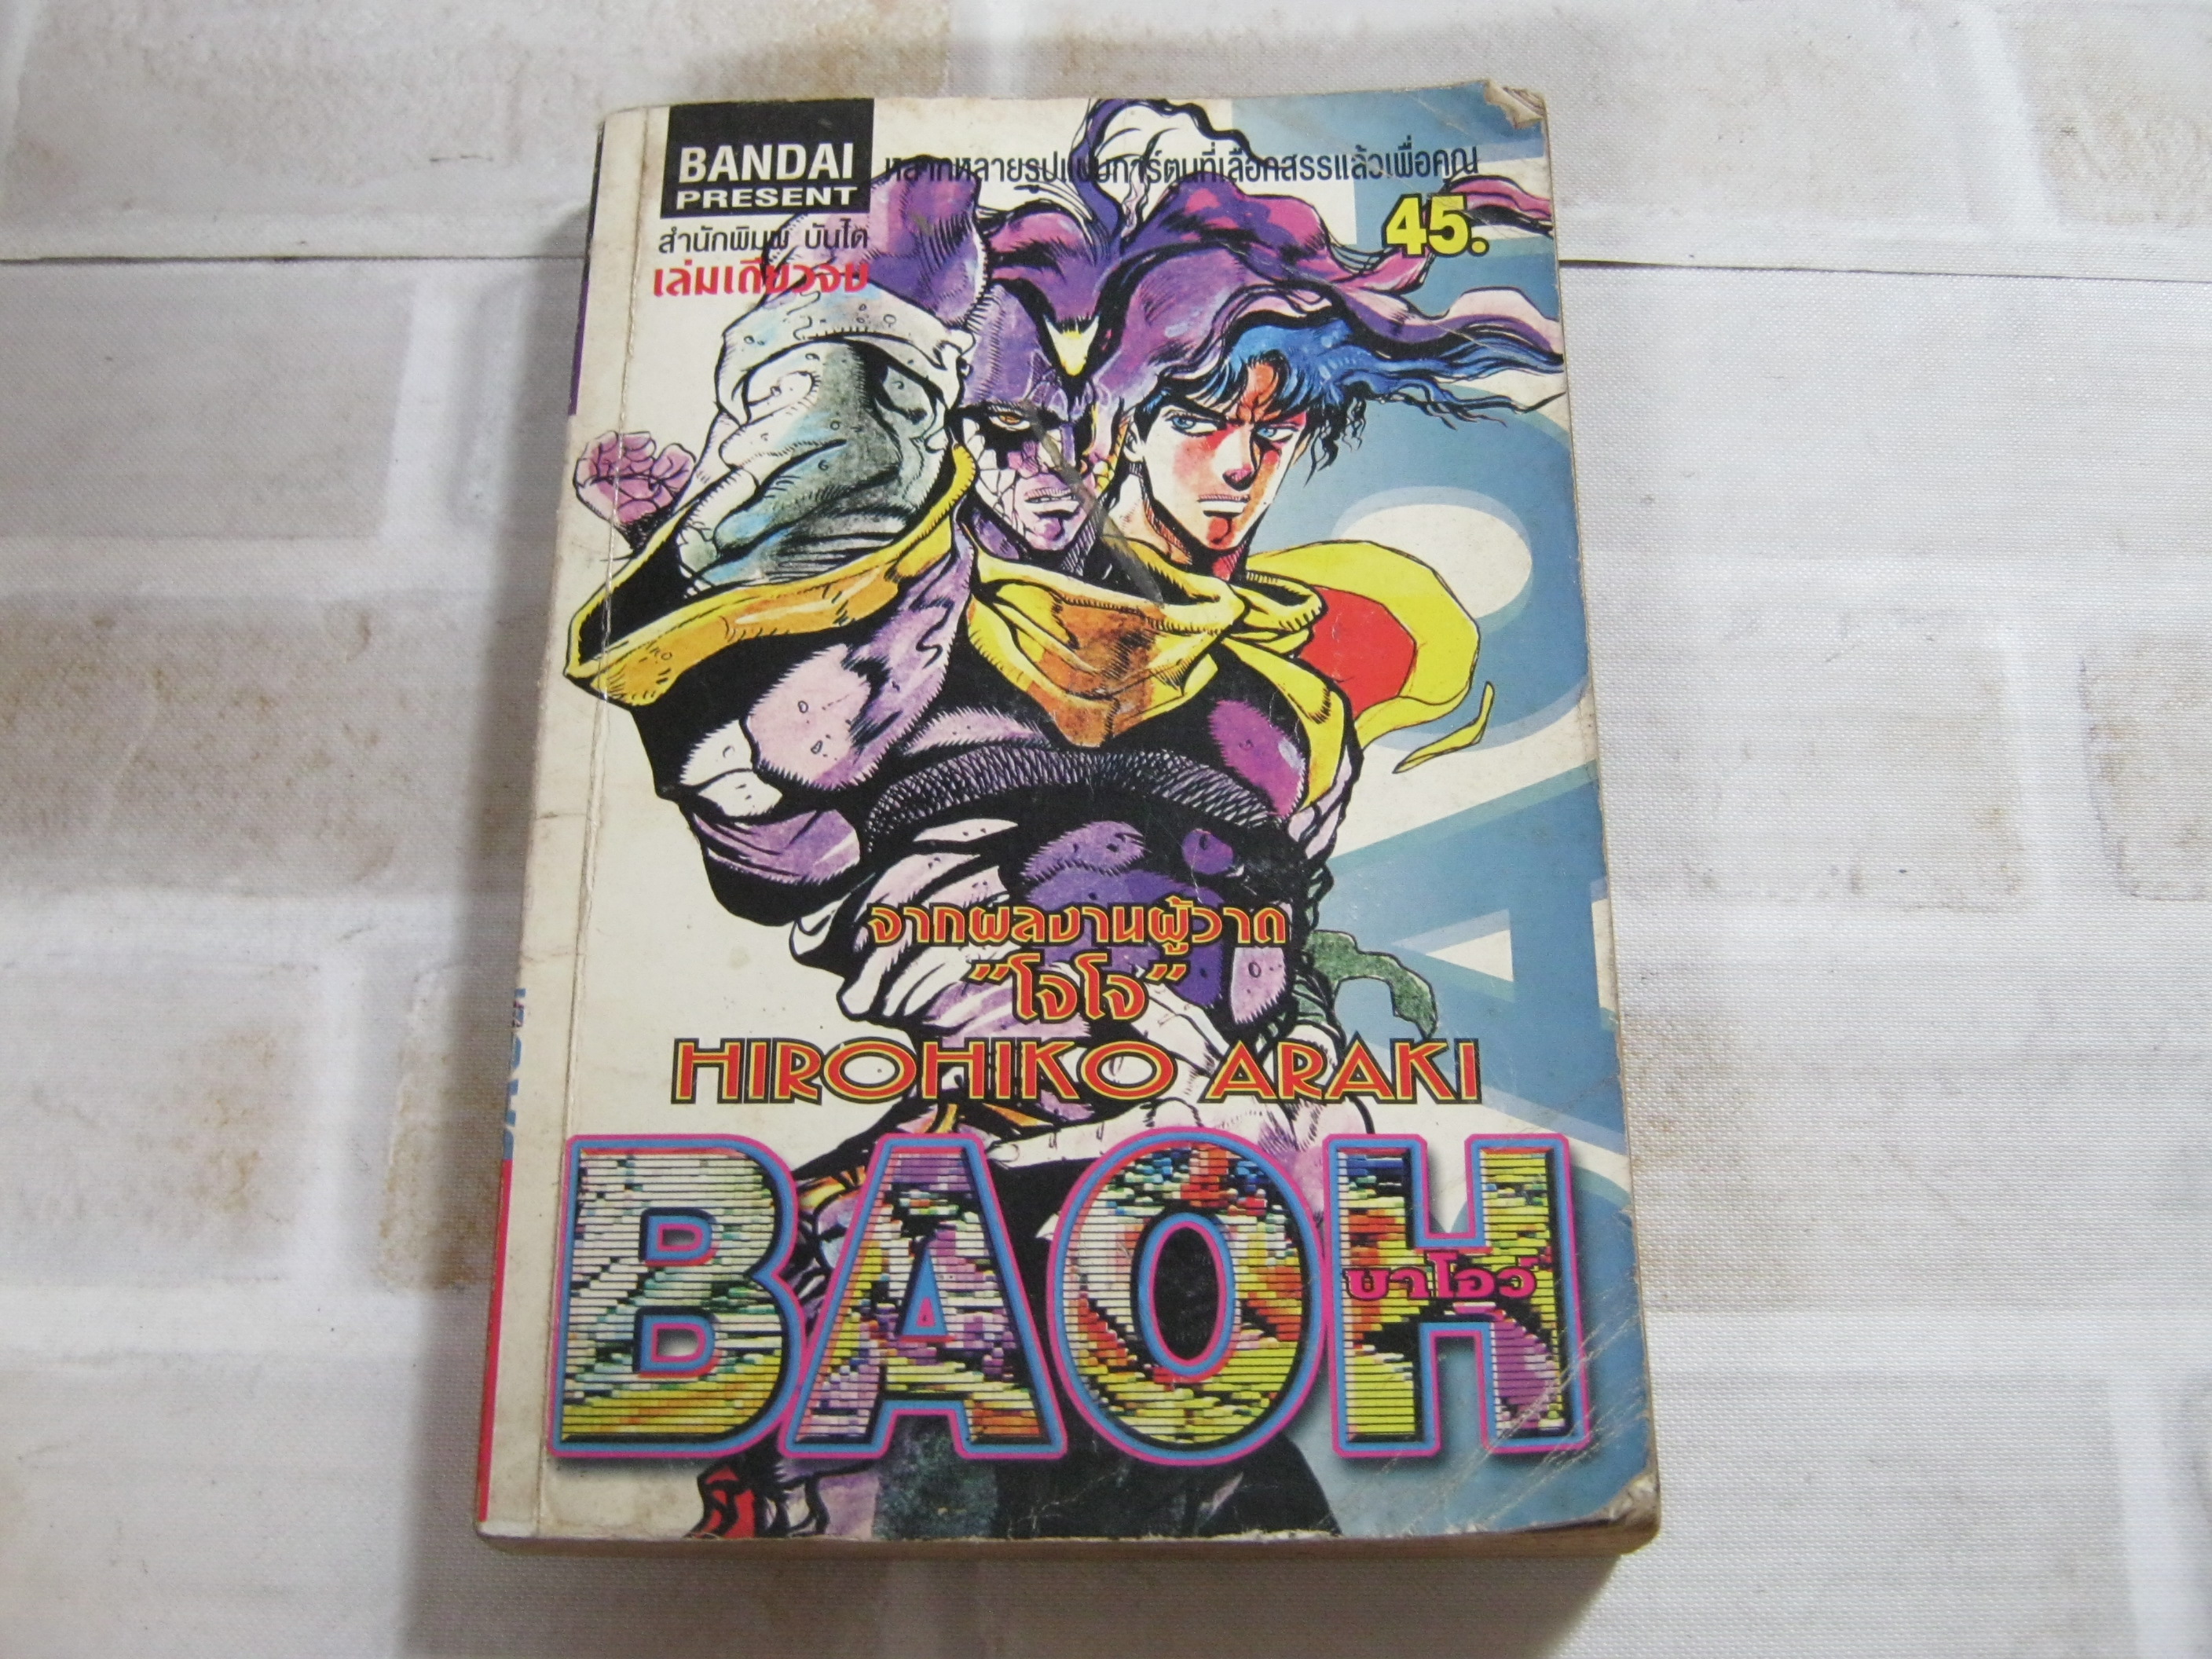 BANDAI
PRESENT
หลากหลายรูปแบบการ์ตูนที่เลือกสรรแล้วเพื่อคุณ
45.
สำนักพิมพ์ บันได
เล่มเดียวจบ
จากผลงานผู้วาด
"โจโจ"
HIROHIKO ARAKI
BAOH
บาโอว์